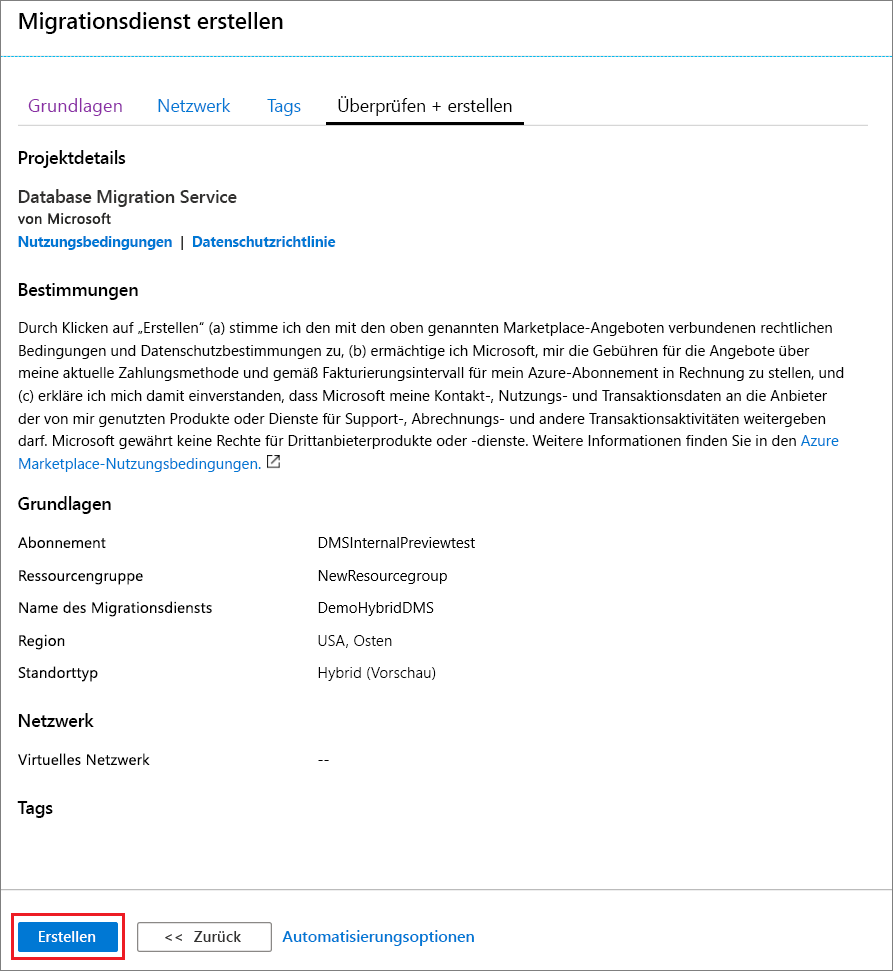 Migrationsdienst erstellen
Grundlagen Netzwerk Tags Überprüfen + erstellen
Projektdetails
Database Migration Service
von Microsoft
Nutzungsbedingungen | Datenschutzrichtlinie
Bestimmungen
Durch Klicken auf „Erstellen“ (a) stimme ich den mit den oben genannten Marketplace-Angeboten verbundenen rechtlichen
Bedingungen und Datenschutzbestimmungen zu, (b) ermächtige ich Microsoft, mir die Gebühren für die Angebote über
meine aktuelle Zahlungsmethode und gemäß Fakturierungsintervall für mein Azure-Abonnement in Rechnung zu stellen, und
(c) erkläre ich mich damit einverstanden, dass Microsoft meine Kontakt-, Nutzungs- und Transaktionsdaten an die Anbieter
der von mir genutzten Produkte oder Dienste für Support-, Abrechnungs- und andere Transaktionsaktivitäten weitergeben
darf. Microsoft gewährt keine Rechte für Drittanbieterprodukte oder -dienste. Weitere Informationen finden Sie in den Azure
Marketplace-Nutzungsbedingungen.
Grundlagen
Abonnement DMSInternalPreviewtest
Ressourcengruppe NewResourcegroup
Name des Migrationsdiensts DemoHybridDMS
Region USA, Osten
Standorttyp Hybrid (Vorschau)
Netzwerk
Virtuelles Netzwerk --
Tags
Erstellen << Zurück Automatisierungsoptionen